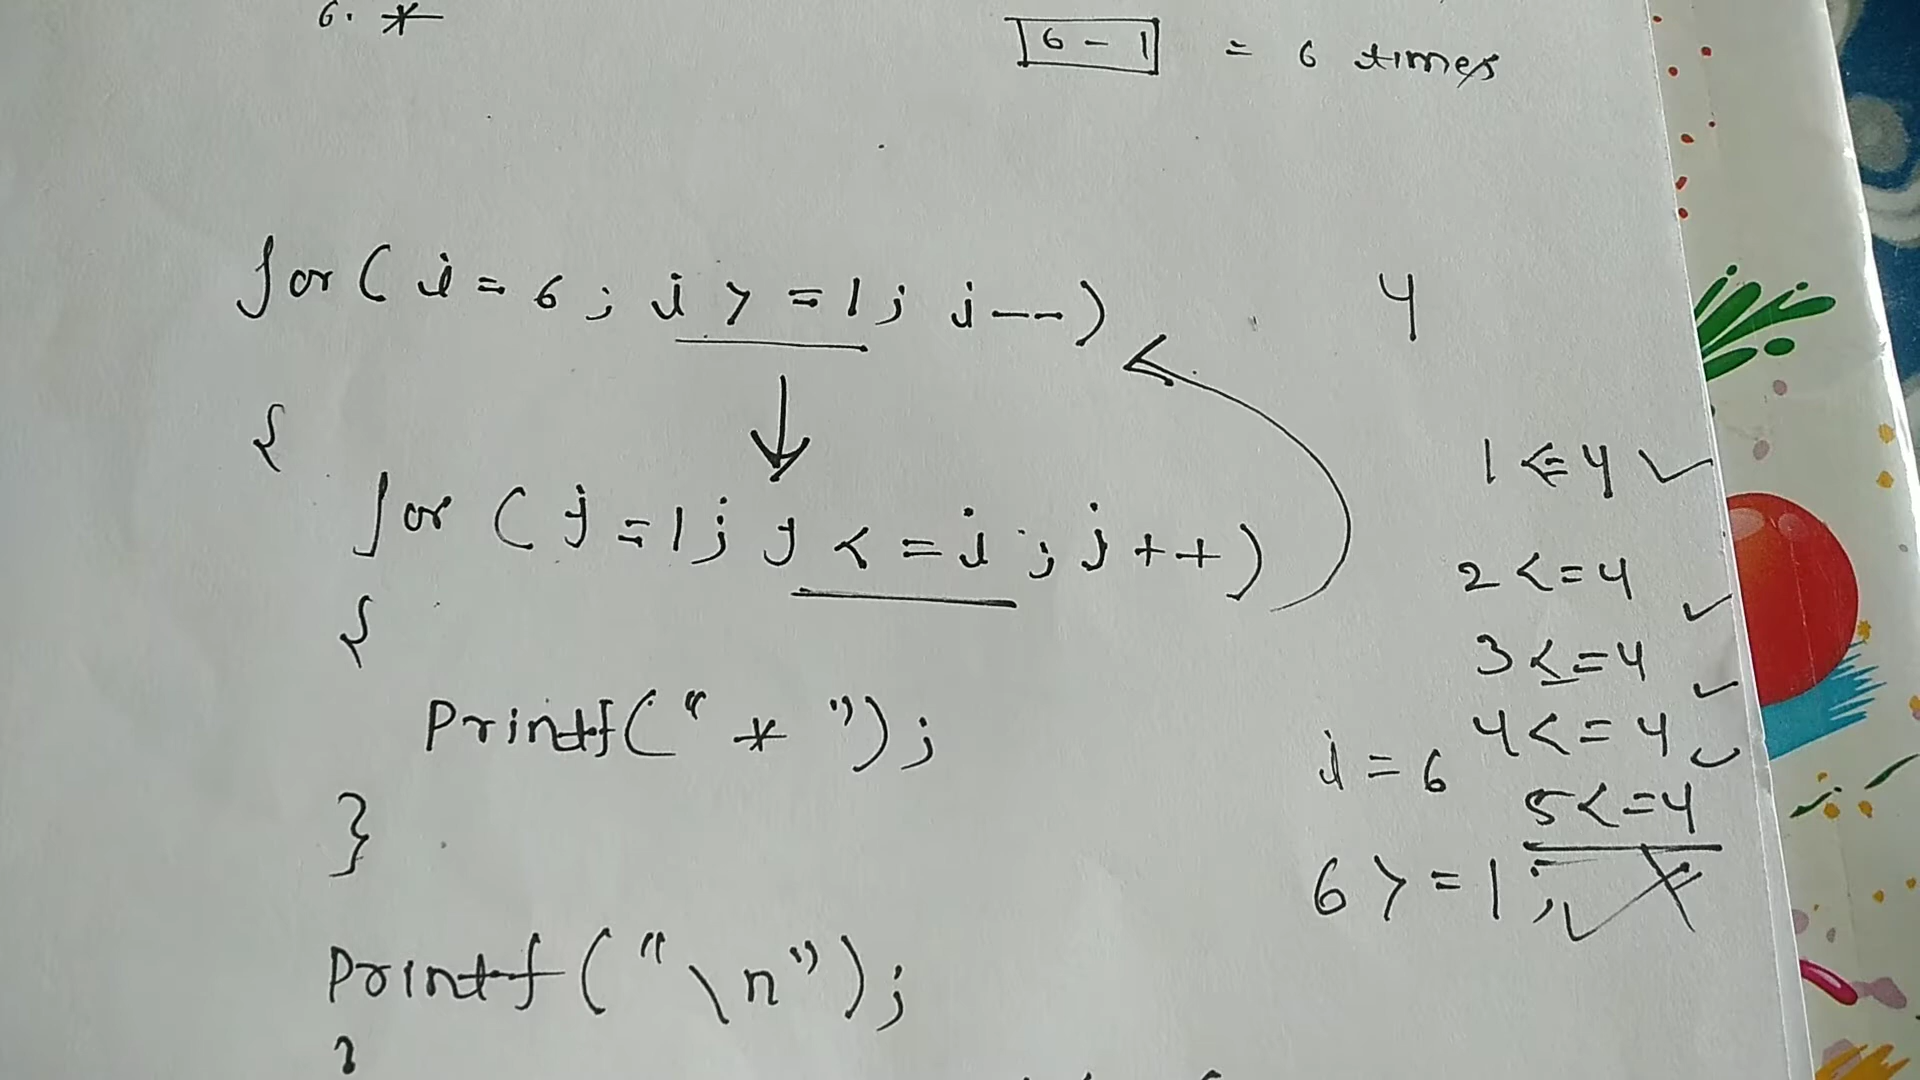 6. *
6 - 1 = 6 times
for ( i = 6 ; i > = 1 ; i -- )
4
{
for ( j = 1 ; j < = i ; j + + )
{
Printf ( " * " ) ;
}
Printf ( " \n " ) ;
}
1 <= 4 ✓
2 <= 4 ✓
3 <= 4 ✓
4 <= 4 ✓
5 <= 4
i = 6
6 > = 1 ; ✓